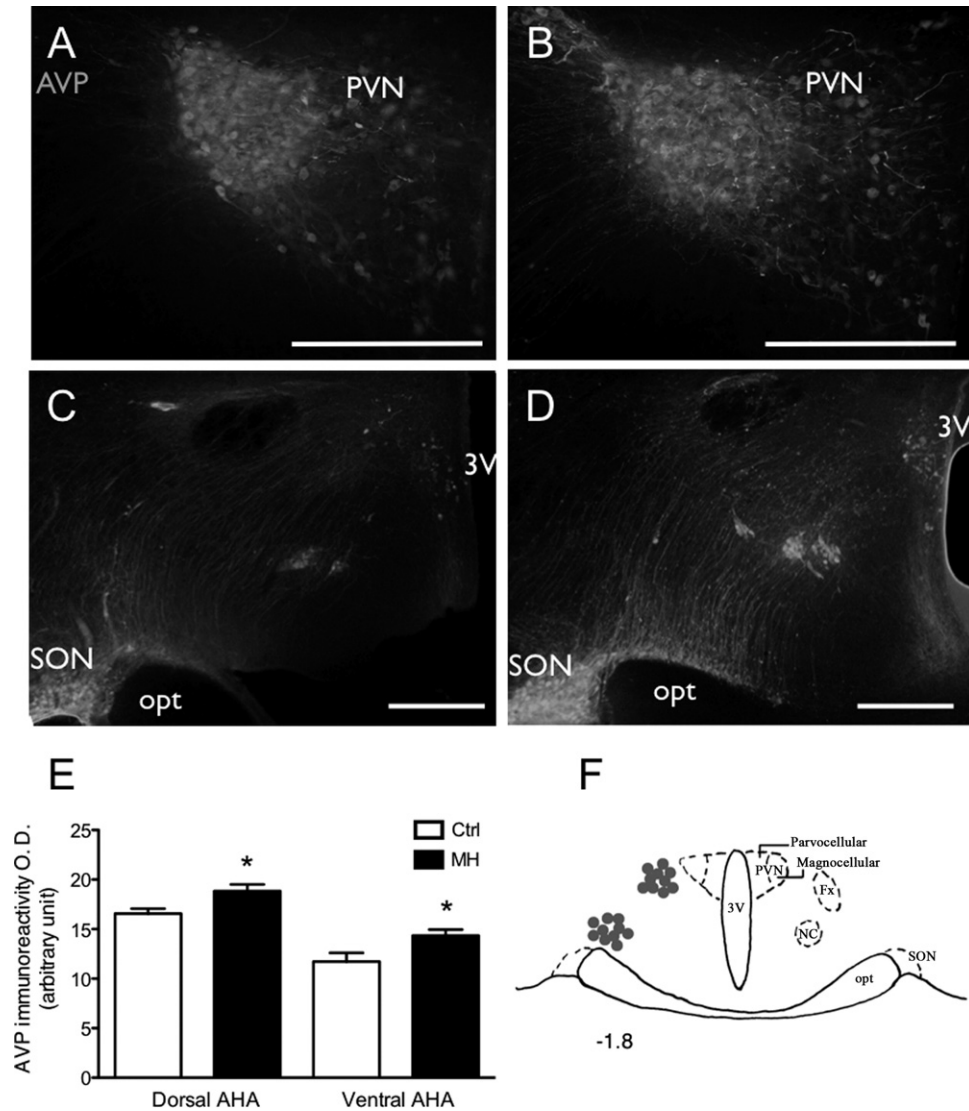 A
AVP
PVN
B
PVN
C
3V
SON
opt
D
3V
SON
opt
E
AVP immunoreactivity O. D.
(arbitrary unit)
25
20
15
10
5
0
*
*
Ctrl
MH
Dorsal AHA
Ventral AHA
F
Parvocellular
Magnocellular
PVN
Fx
3V
NC
SON
opt
-1.8